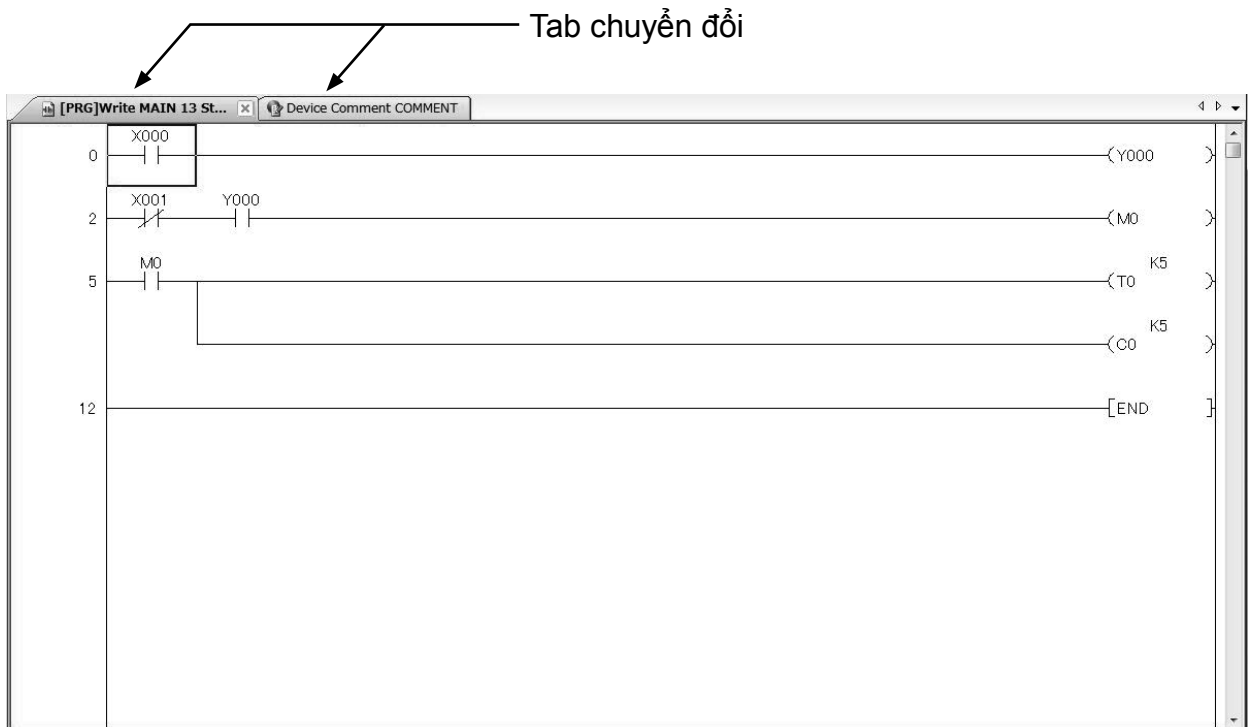 Tab chuyển đổi
[PRG]Write MAIN 13 St... Device Comment COMMENT
X000
0 Y000
X001 Y000
2 M0
M0 K5
5 T0
K5
C0
12 END